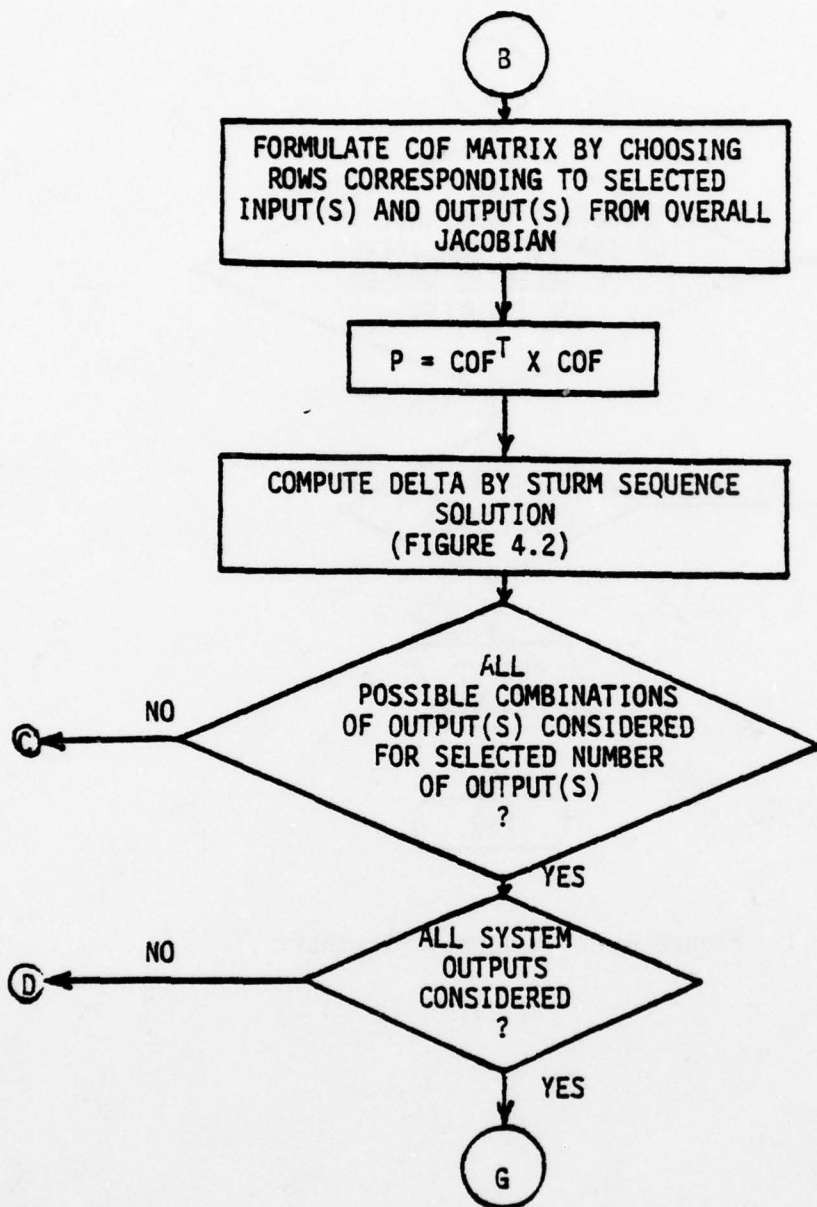 B
FORMULATE COF MATRIX BY CHOOSING
ROWS CORRESPONDING TO SELECTED
INPUT(S) AND OUTPUT(S) FROM OVERALL
JACOBIAN
P = COF^T X COF
COMPUTE DELTA BY STURM SEQUENCE
SOLUTION
(FIGURE 4.2)
ALL
POSSIBLE COMBINATIONS
OF OUTPUT(S) CONSIDERED
FOR SELECTED NUMBER
OF OUTPUT(S)
?
NO
C
YES
ALL SYSTEM
OUTPUTS
CONSIDERED
?
NO
D
YES
G